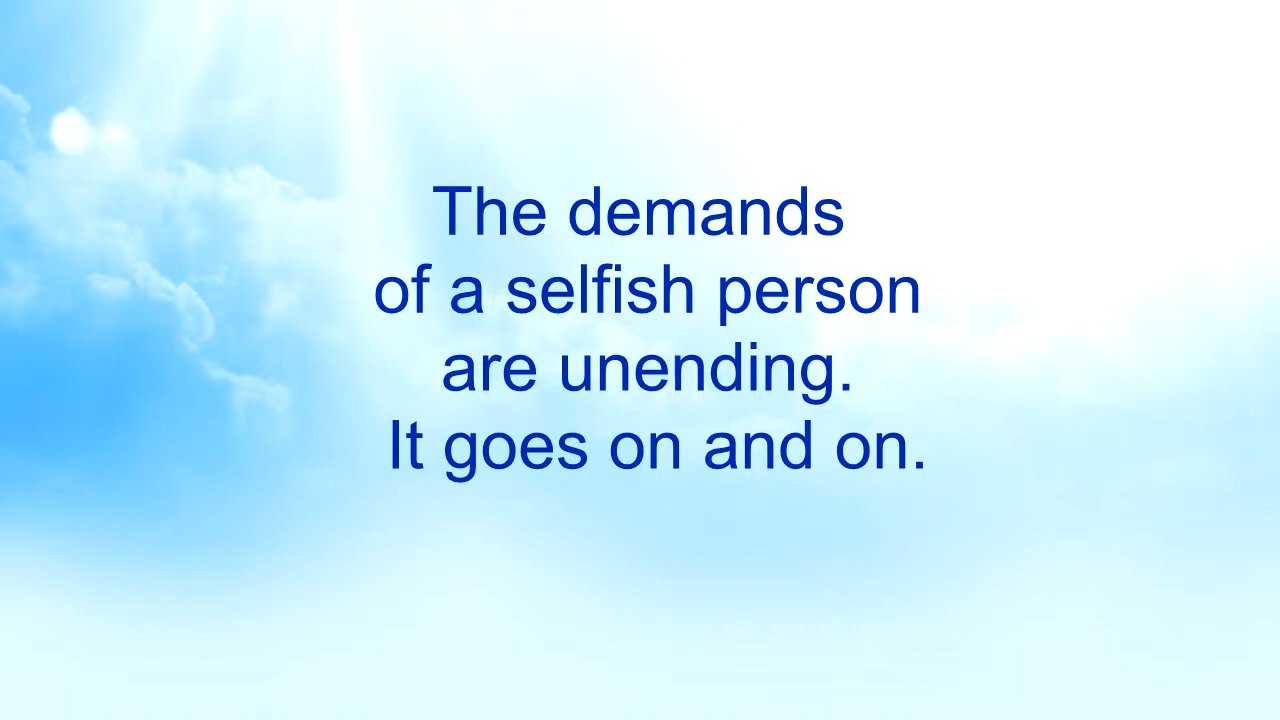 The demands
of a selfish person
are unending.
It goes on and on.